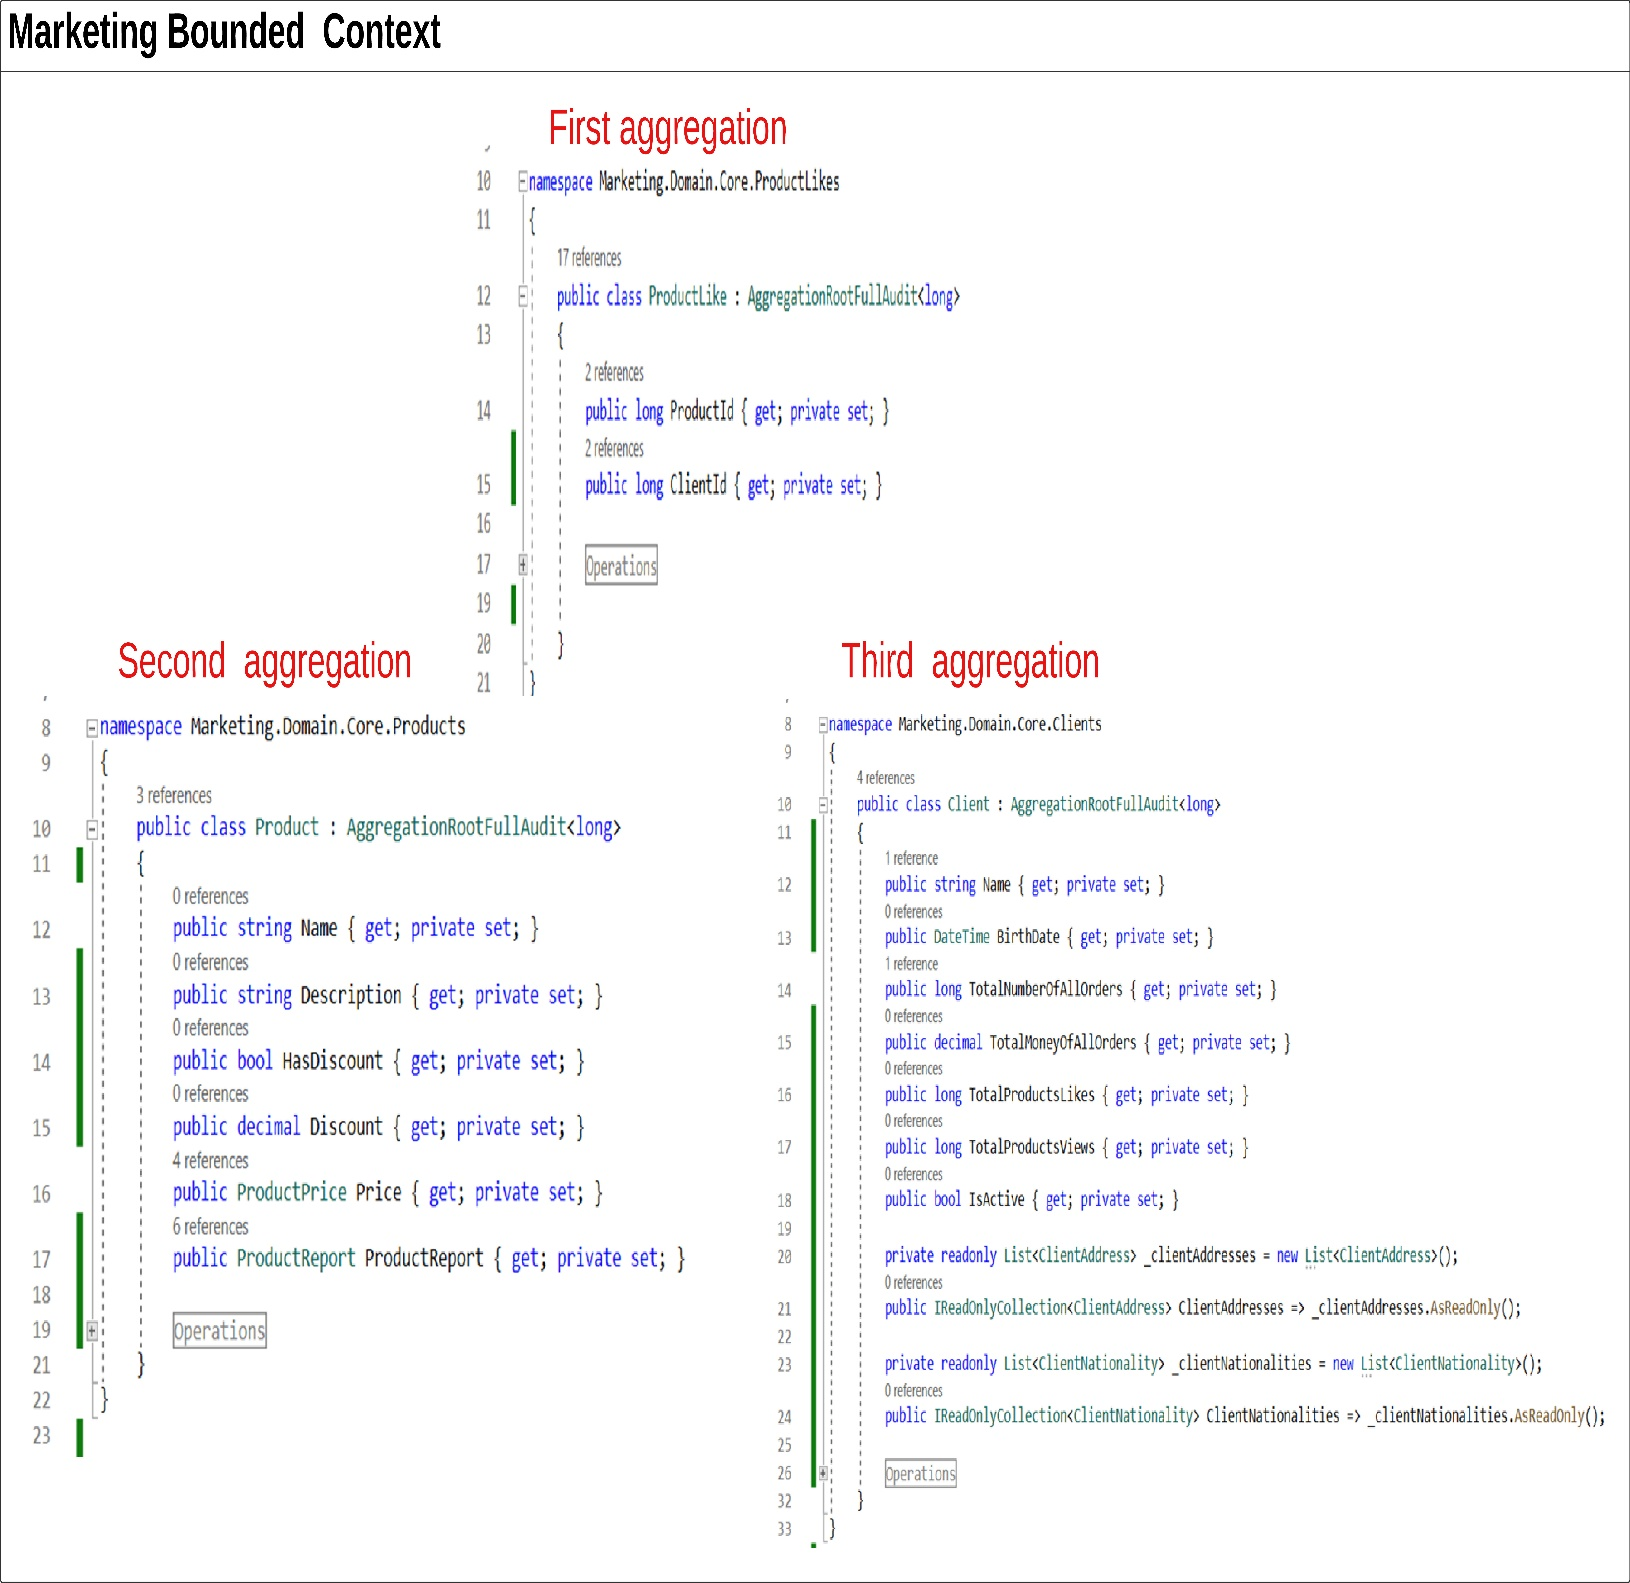 Marketing Bounded Context
First aggregation
10 namespace Marketing.Domain.Core.ProductLikes
11 {
17 references
12 public class ProductLike : AggregationRootFullAudit<long>
13 {
2 references
14 public long ProductId { get; private set; }
2 references
15 public long ClientId { get; private set; }
16
17 Operations
19
20 }
21 }
Second aggregation
8 namespace Marketing.Domain.Core.Products
9 {
3 references
10 public class Product : AggregationRootFullAudit<long>
11 {
0 references
12 public string Name { get; private set; }
0 references
13 public string Description { get; private set; }
0 references
14 public bool HasDiscount { get; private set; }
0 references
15 public decimal Discount { get; private set; }
4 references
16 public ProductPrice Price { get; private set; }
6 references
17 public ProductReport ProductReport { get; private set; }
18
19 Operations
21 }
22 }
23
Third aggregation
8 namespace Marketing.Domain.Core.Clients
9 {
4 references
10 public class Client : AggregationRootFullAudit<long>
11 {
1 reference
12 public string Name { get; private set; }
0 references
13 public DateTime BirthDate { get; private set; }
1 reference
14 public long TotalNumberOfAllOrders { get; private set; }
0 references
15 public decimal TotalMoneyOfAllOrders { get; private set; }
0 references
16 public long TotalProductsLikes { get; private set; }
0 references
17 public long TotalProductsViews { get; private set; }
0 references
18 public bool IsActive { get; private set; }
19
20 private readonly List<ClientAddress> _clientAddresses = new List<ClientAddress>();
0 references
21 public IReadOnlyCollection<ClientAddress> ClientAddresses => _clientAddresses.AsReadOnly();
22
23 private readonly List<ClientNationality> _clientNationalities = new List<ClientNationality>();
0 references
24 public IReadOnlyCollection<ClientNationality> ClientNationalities => _clientNationalities.AsReadOnly();
25
26 Operations
32 }
33 }